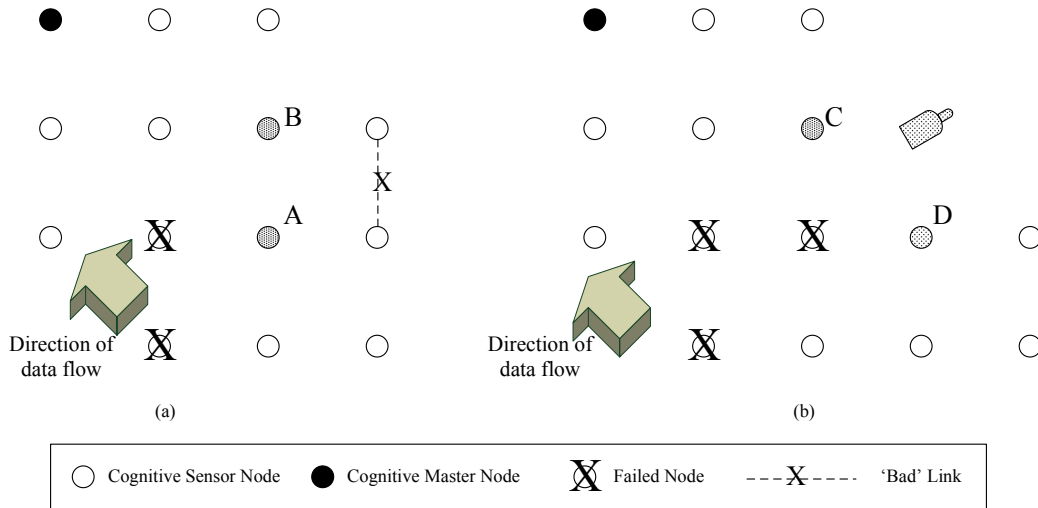 B
C
X
A
D
X
X
X
Direction of
data flow
X
Direction of
data flow
X
(a)
(b)
X
Cognitive Sensor Node
Cognitive Master Node
X
Failed Node
X
‘Bad’ Link